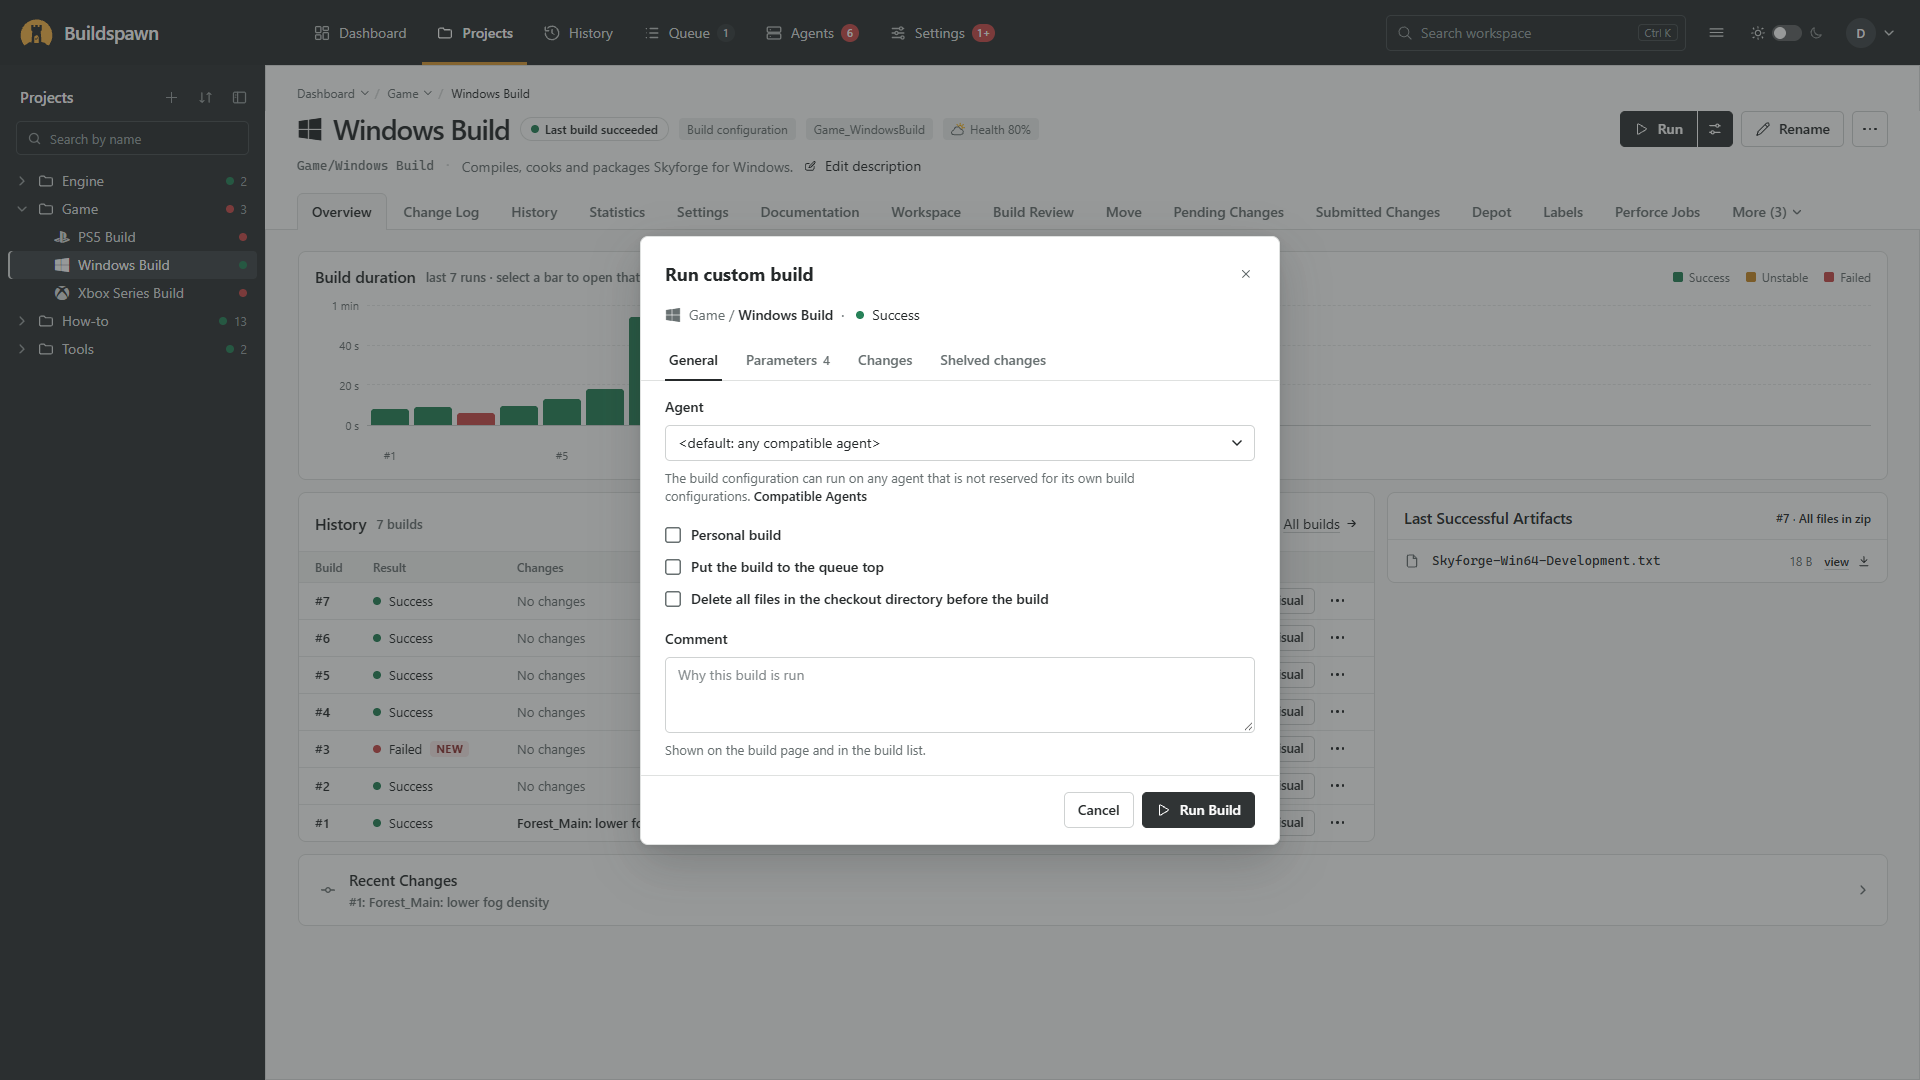 Buildspawn
Dashboard
Projects
History
Queue 1
Agents 6
Settings 1+
Search workspace
Ctrl K
D
Projects
Search by name
Engine 2
Game 3
PS5 Build
Windows Build
Xbox Series Build
How-to 13
Tools 2
Dashboard / Game / Windows Build
Windows Build
Last build succeeded
Build configuration
Game_WindowsBuild
Health 80%
Run
Rename
Game/Windows Build · Compiles, cooks and packages Skyforge for Windows. Edit description
Overview
Change Log
History
Statistics
Settings
Documentation
Workspace
Build Review
Move
Pending Changes
Submitted Changes
Depot
Labels
Perforce Jobs
More (3)
Build duration last 7 runs · select a bar to open that
Success
Unstable
Failed
1 min
40 s
20 s
0 s
#1
#5
History 7 builds
All builds →
Build Result Changes
#7 Success No changes sual
#6 Success No changes sual
#5 Success No changes sual
#4 Success No changes sual
#3 Failed NEW No changes sual
#2 Success No changes sual
#1 Success Forest_Main: lower fo sual
Last Successful Artifacts
#7 · All files in zip
Skyforge-Win64-Development.txt 18 B view
Recent Changes
#1: Forest_Main: lower fog density
Run custom build
Game / Windows Build · Success
General
Parameters 4
Changes
Shelved changes
Agent
<default: any compatible agent>
The build configuration can run on any agent that is not reserved for its own build
configurations. Compatible Agents
Personal build
Put the build to the queue top
Delete all files in the checkout directory before the build
Comment
Why this build is run
Shown on the build page and in the build list.
Cancel
Run Build